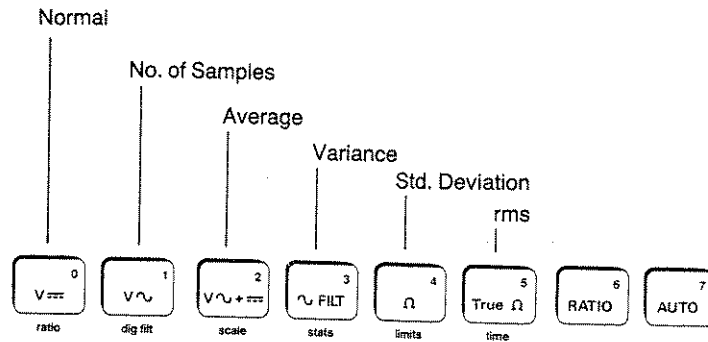 Normal
No. of Samples
Average
Variance
Std. Deviation
rms
0 1 2 3 4 5 6 7
V⎓ V∿ V∿+⎓ ∿ FILT Ω True Ω RATIO AUTO
ratio dig filt scale stats limits time